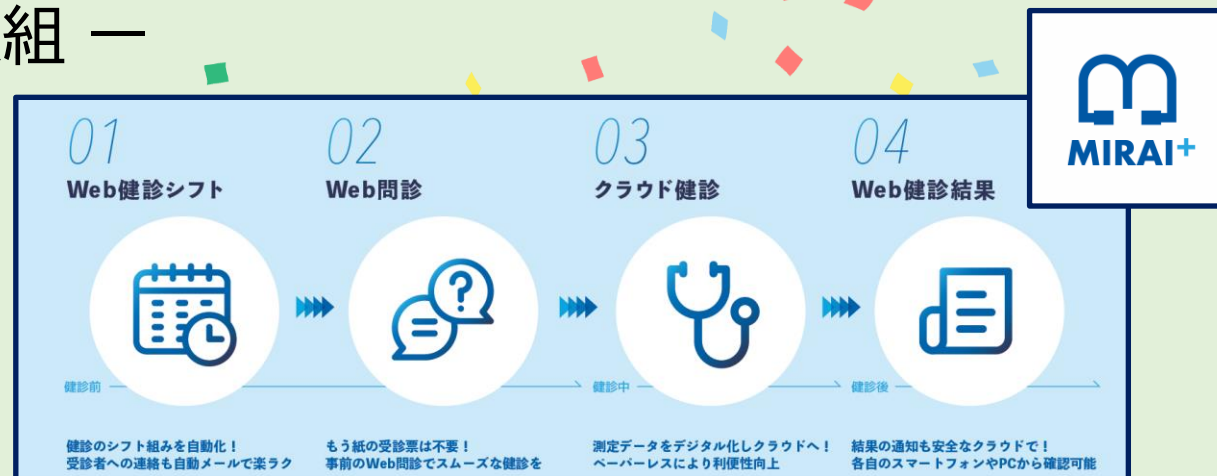 組 ー
MIRAI+
01
Web健診シフト
02
Web問診
03
クラウド健診
04
Web健診結果
?
健診前
健診中
健診後
健診のシフト組みを自動化!
受診者への連絡も自動メールで楽ラク
もう紙の受診票は不要!
事前のWeb問診でスムーズな健診を
測定データをデジタル化しクラウドへ!
ペーパーレスにより利便性向上
結果の通知も安全なクラウドで!
各自のスマートフォンやPCから確認可能